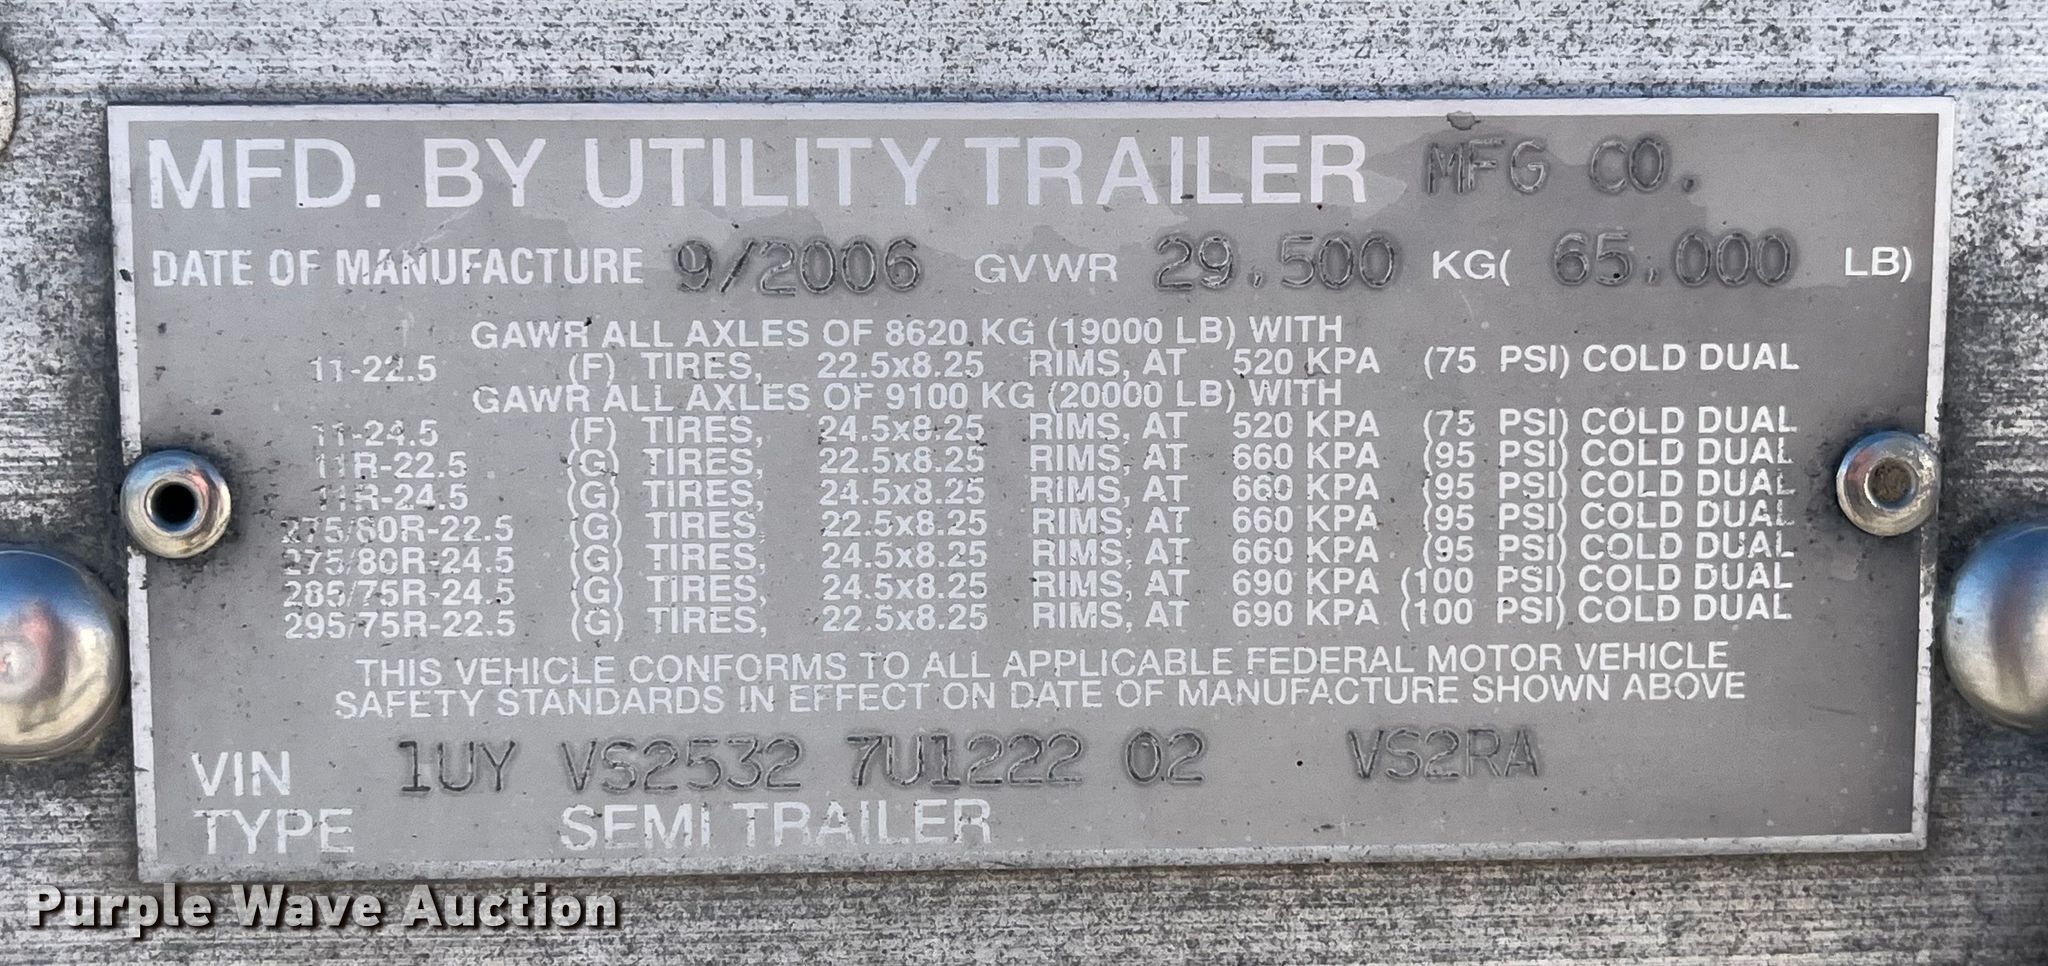 MFD. BY UTILITY TRAILER MFG CO.
DATE OF MANUFACTURE 9/2006 GVWR 29,500 KG( 65,000 LB)
GAWR ALL AXLES OF 8620 KG (19000 LB) WITH
11-22.5 (F) TIRES, 22.5x8.25 RIMS, AT 520 KPA (75 PSI) COLD DUAL
GAWR ALL AXLES OF 9100 KG (20000 LB) WITH
11-24.5 (F) TIRES, 24.5x8.25 RIMS, AT 520 KPA (75 PSI) COLD DUAL
11R-22.5 (G) TIRES, 22.5x8.25 RIMS, AT 660 KPA (95 PSI) COLD DUAL
11R-24.5 (G) TIRES, 24.5x8.25 RIMS, AT 660 KPA (95 PSI) COLD DUAL
275/80R-22.5 (G) TIRES, 22.5x8.25 RIMS, AT 660 KPA (95 PSI) COLD DUAL
275/80R-24.5 (G) TIRES, 24.5x8.25 RIMS, AT 660 KPA (95 PSI) COLD DUAL
285/75R-24.5 (G) TIRES, 24.5x8.25 RIMS, AT 690 KPA (100 PSI) COLD DUAL
295/75R-22.5 (G) TIRES, 22.5x8.25 RIMS, AT 690 KPA (100 PSI) COLD DUAL
THIS VEHICLE CONFORMS TO ALL APPLICABLE FEDERAL MOTOR VEHICLE
SAFETY STANDARDS IN EFFECT ON DATE OF MANUFACTURE SHOWN ABOVE
VIN 1UY VS2532 7U1222 02 VS2RA
TYPE SEMI TRAILER
Purple Wave Auction